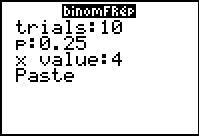 binomPdf
trials:10
p:0.25
x value:4
Paste